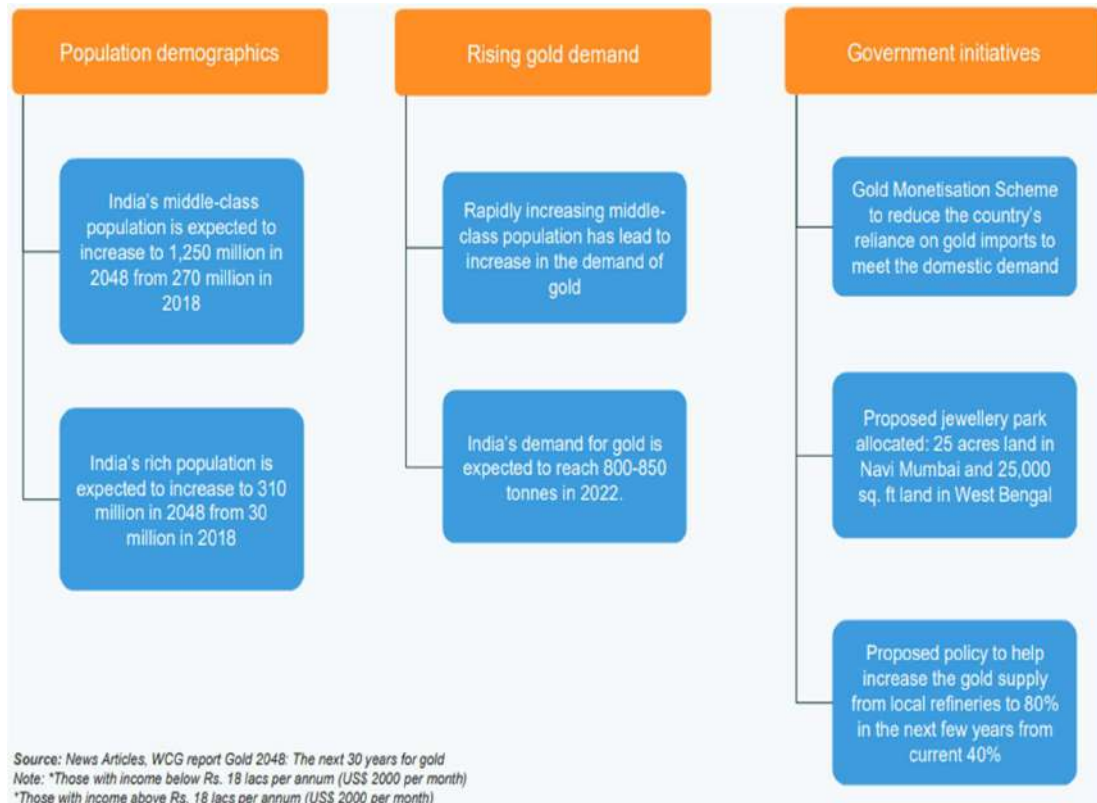 Population demographics
India's middle-class
population is expected to
increase to 1,250 million in
2048 from 270 million in
2018
India's rich population is
expected to increase to 310
million in 2048 from 30
million in 2018
Rising gold demand
Rapidly increasing middle-
class population has lead to
increase in the demand of
gold
India's demand for gold is
expected to reach 800-850
tonnes in 2022.
Government initiatives
Gold Monetisation Scheme
to reduce the country's
reliance on gold imports to
meet the domestic demand
Proposed jewellery park
allocated: 25 acres land in
Navi Mumbai and 25,000
sq. ft land in West Bengal
Proposed policy to help
increase the gold supply
from local refineries to 80%
in the next few years from
current 40%
Source: News Articles, WCG report Gold 2048: The next 30 years for gold
Note: *Those with income below Rs. 18 lacs per annum (US$ 2000 per month)
*Those with income above Rs. 18 lacs per annum (US$ 2000 per month)